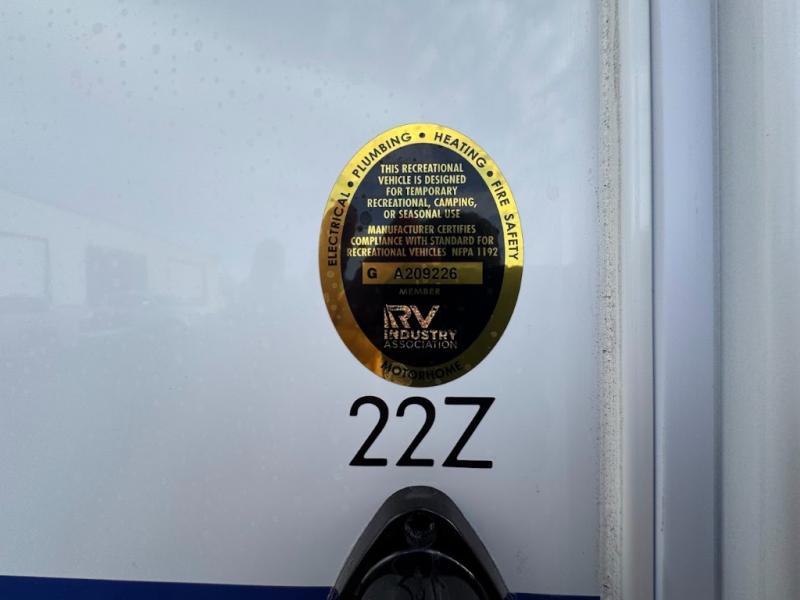 ELECTRICAL • PLUMBING • HEATING • FIRE SAFETY
THIS RECREATIONAL
VEHICLE IS DESIGNED
FOR TEMPORARY
RECREATIONAL, CAMPING,
OR SEASONAL USE
MANUFACTURER CERTIFIES
COMPLIANCE WITH STANDARD FOR
RECREATIONAL VEHICLES NFPA 1192
G A209226
MEMBER
RV
INDUSTRY
ASSOCIATION
MOTORHOME
22Z